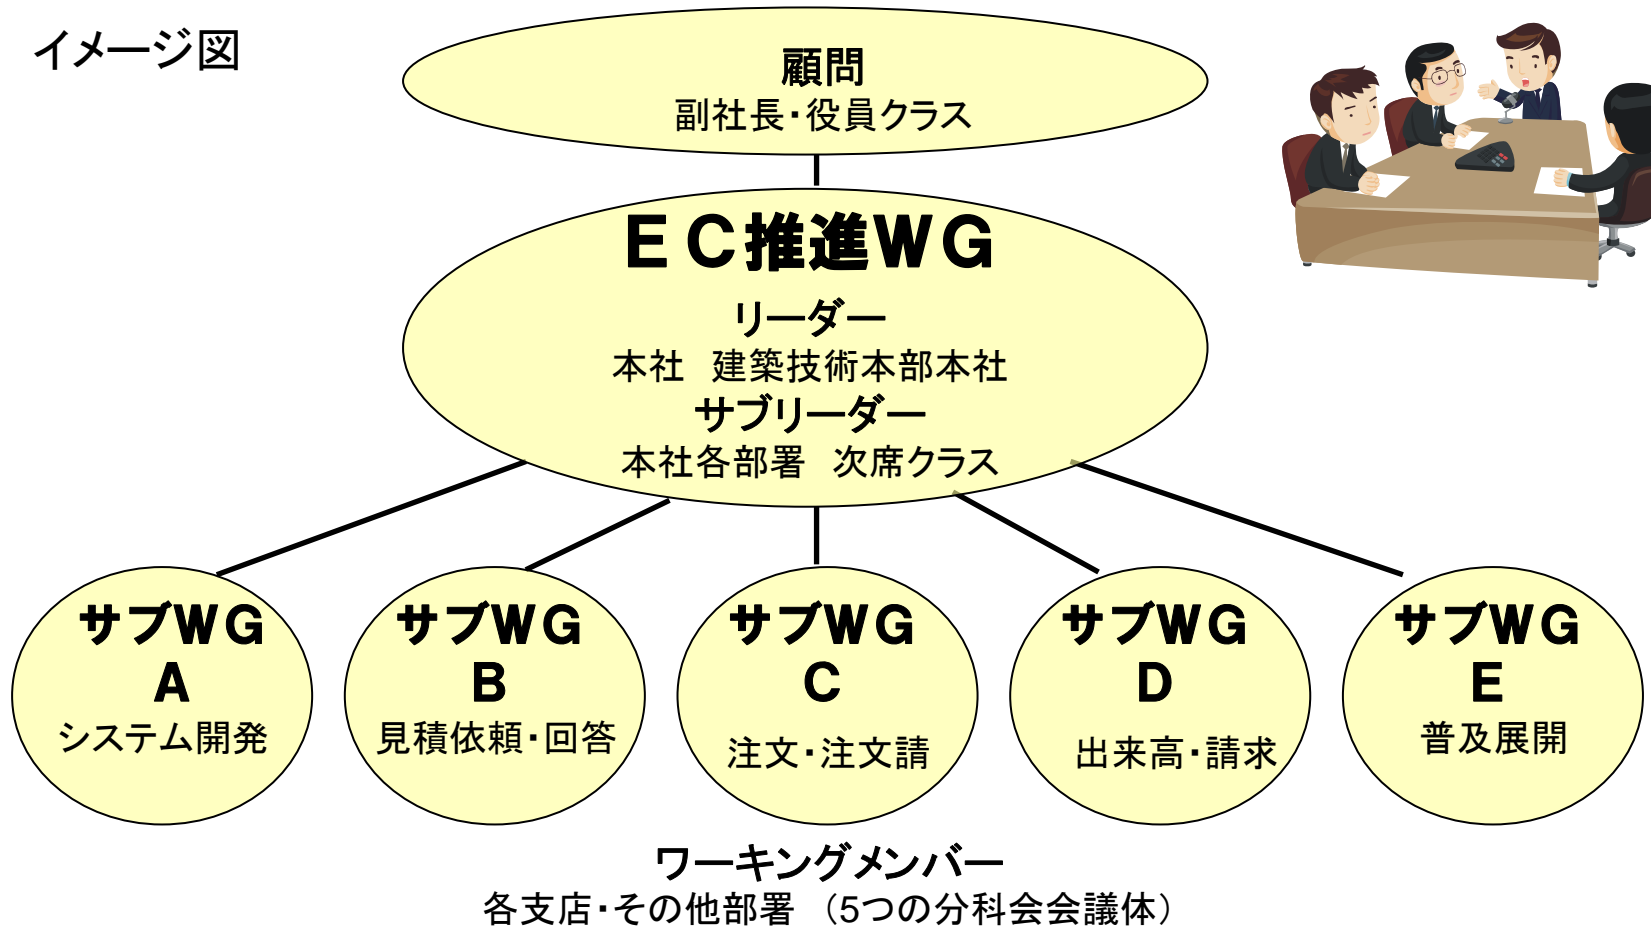 イメージ図
顧問
副社長・役員クラス
ＥＣ推進ＷＧ
リーダー
本社　建築技術本部本社
サブリーダー
本社各部署　次席クラス
サブＷＧ
Ａ
システム開発
サブＷＧ
Ｂ
見積依頼・回答
サブＷＧ
Ｃ
注文・注文請
サブＷＧ
Ｄ
出来高・請求
サブＷＧ
Ｅ
普及展開
ワーキングメンバー
各支店・その他部署　（5つの分科会会議体）